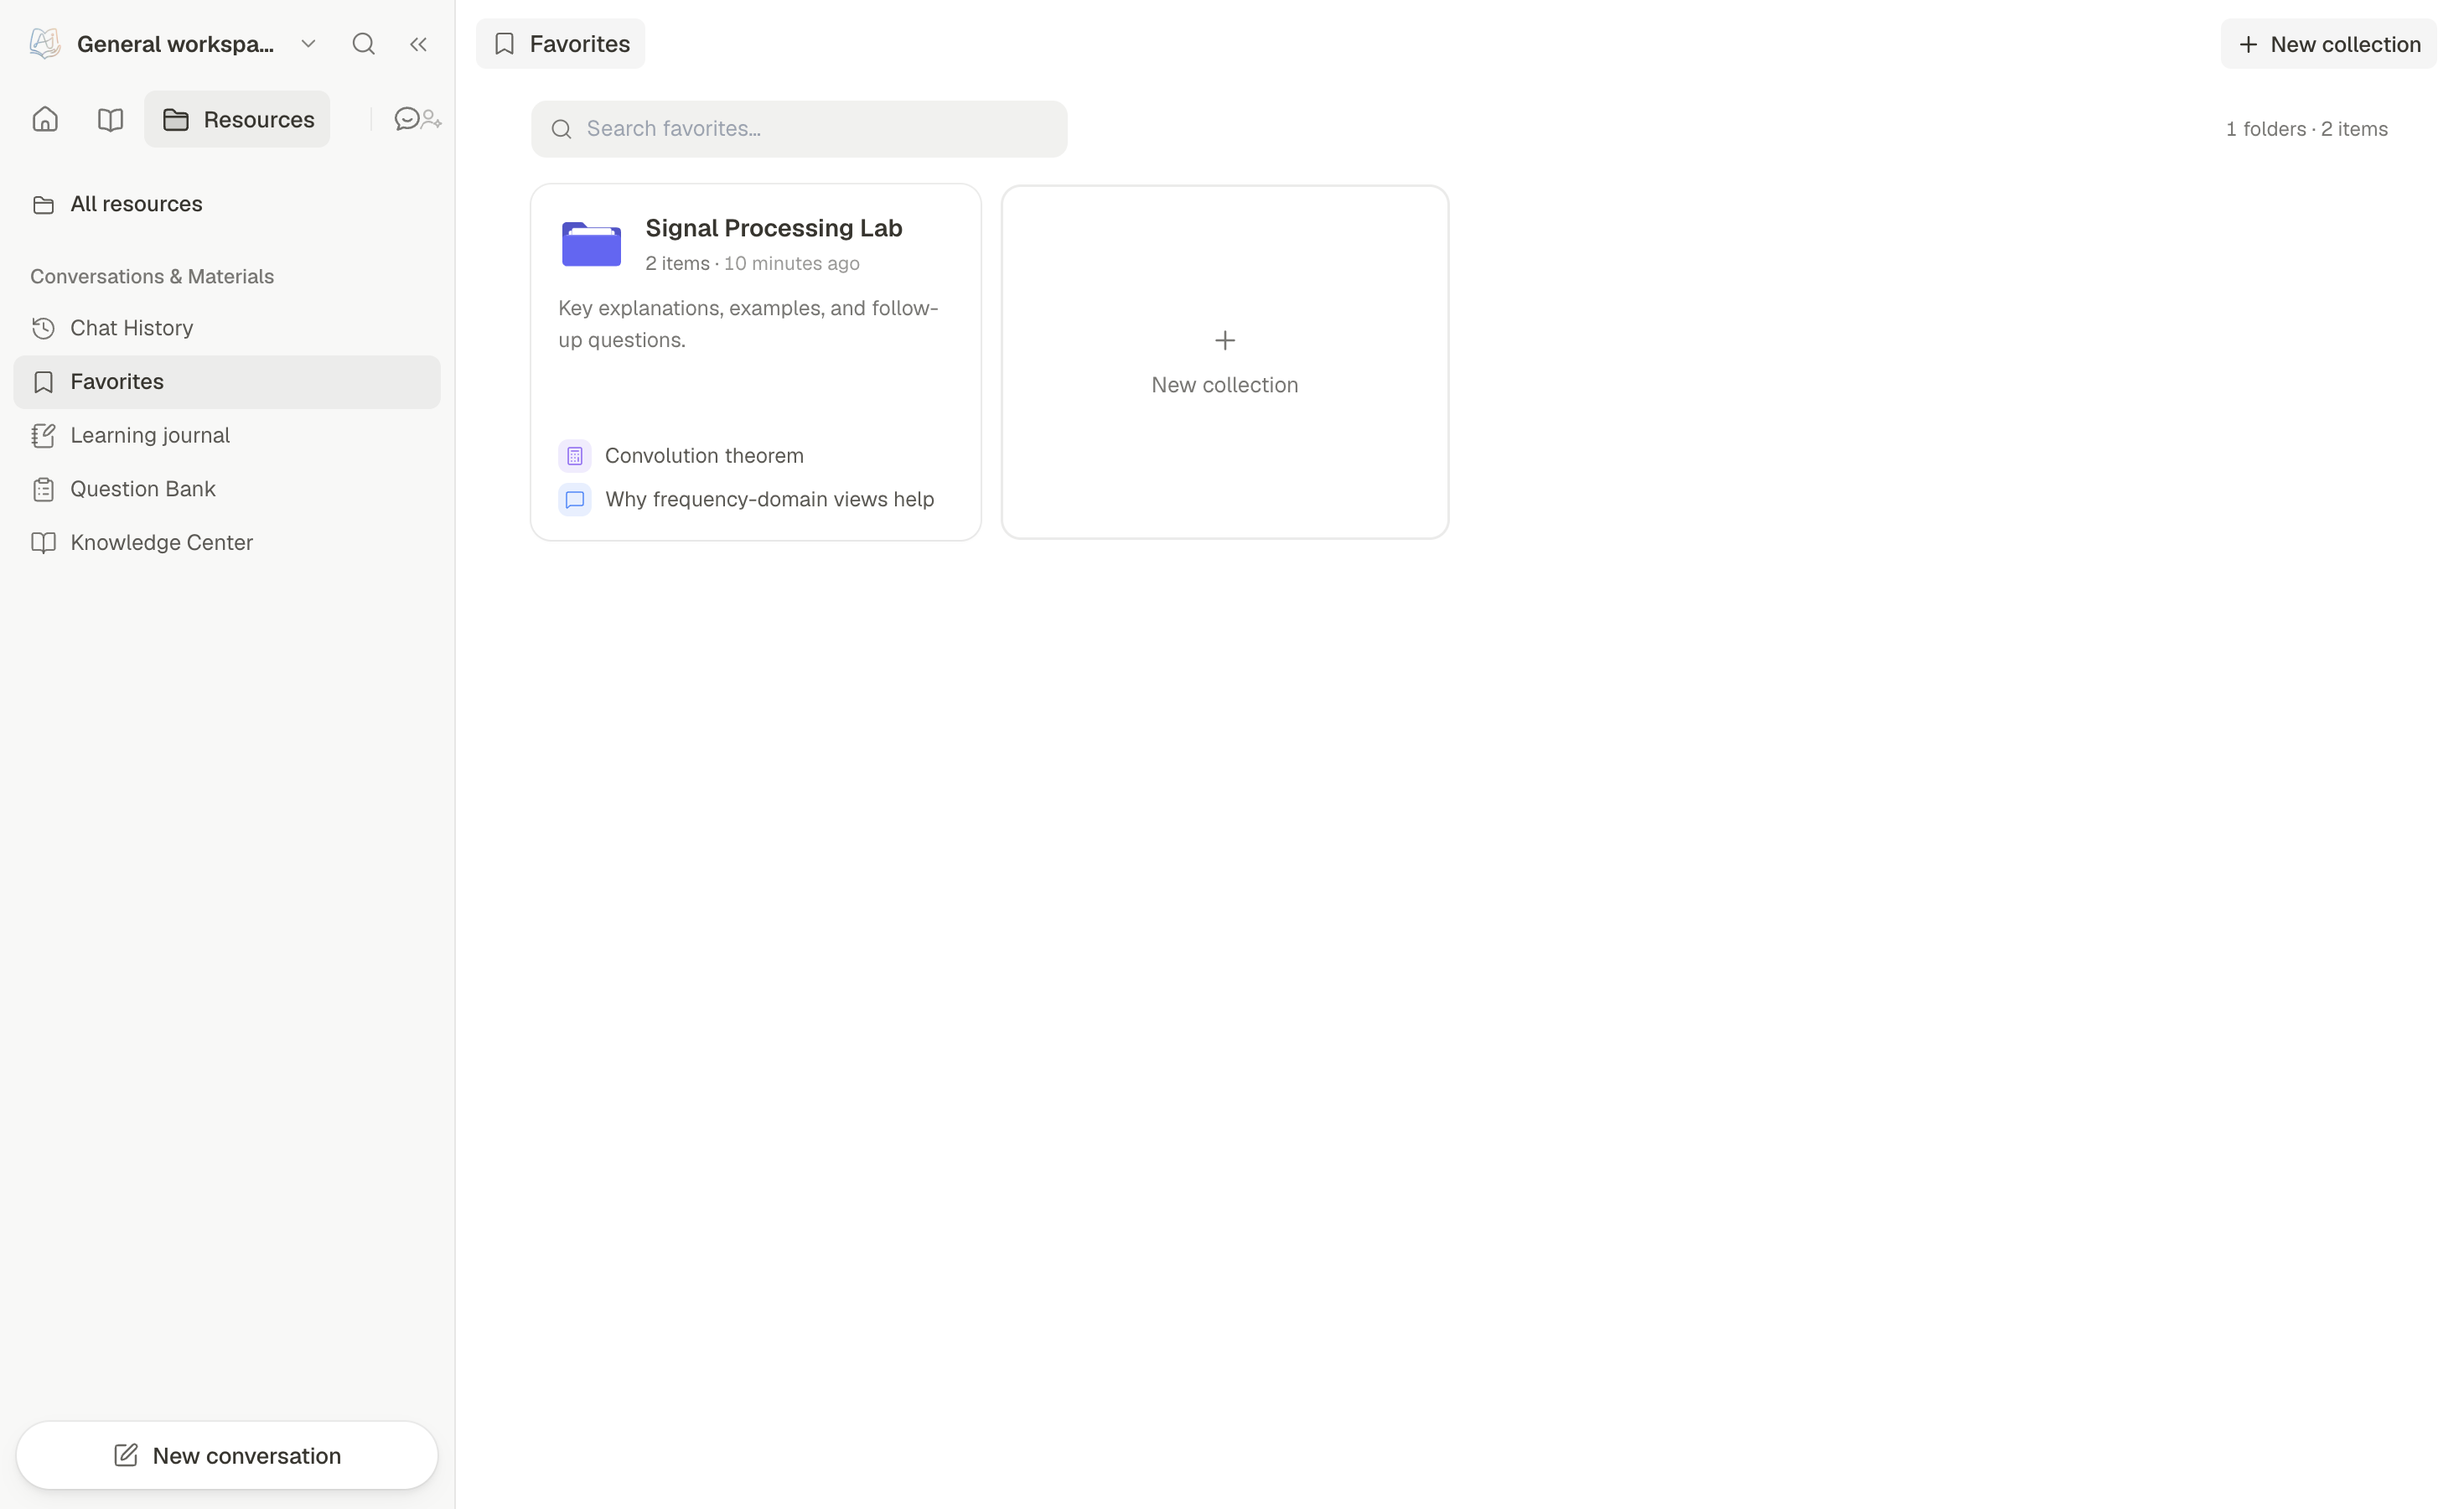 General workspa...
Resources
All resources
Conversations & Materials
Chat History
Favorites
Learning journal
Question Bank
Knowledge Center
New conversation
Favorites
New collection
Search favorites...
1 folders · 2 items
Signal Processing Lab
2 items · 10 minutes ago
Key explanations, examples, and follow-
up questions.
Convolution theorem
Why frequency-domain views help
New collection